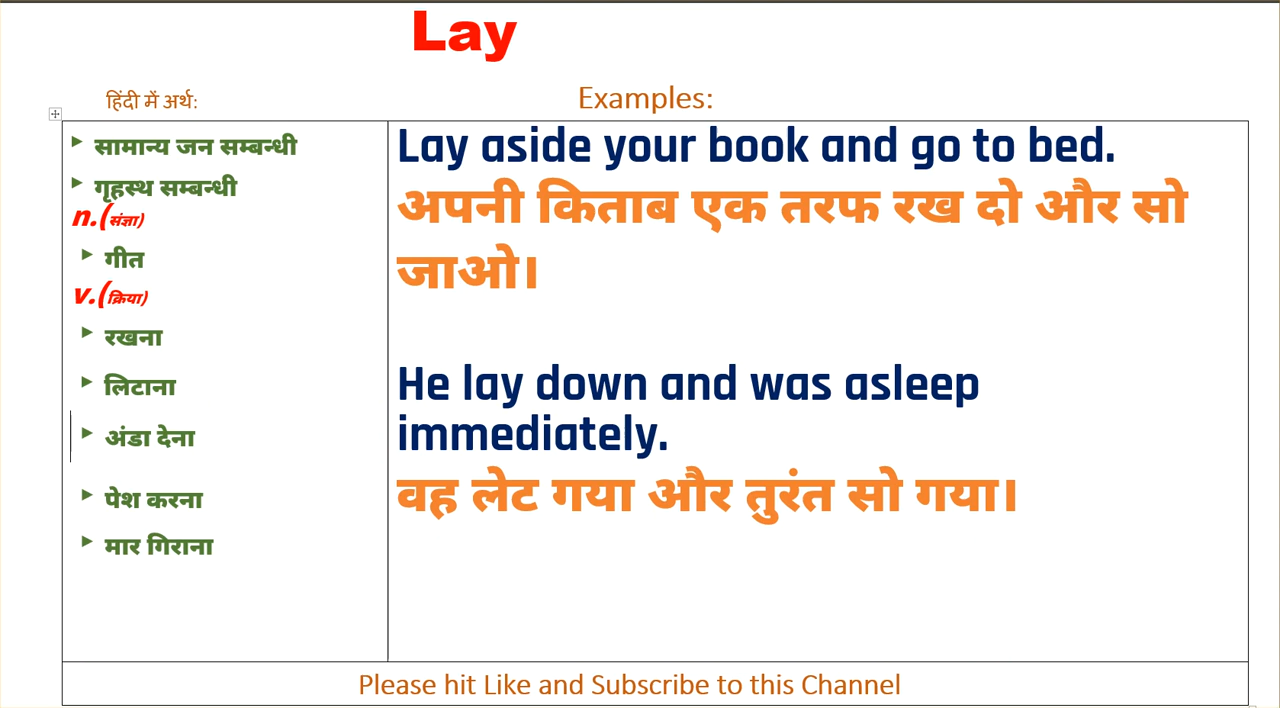 Lay
हिंदी में अर्थ:
Examples:
सामान्य जन सम्बन्धी
गृहस्थ सम्बन्धी
n.(संज्ञा)
गीत
v.(क्रिया)
रखना
लिटाना
अंडा देना
पेश करना
मार गिराना
Lay aside your book and go to bed.
अपनी किताब एक तरफ रख दो और सो
जाओ।
He lay down and was asleep
immediately.
वह लेट गया और तुरंत सो गया।
Please hit Like and Subscribe to this Channel